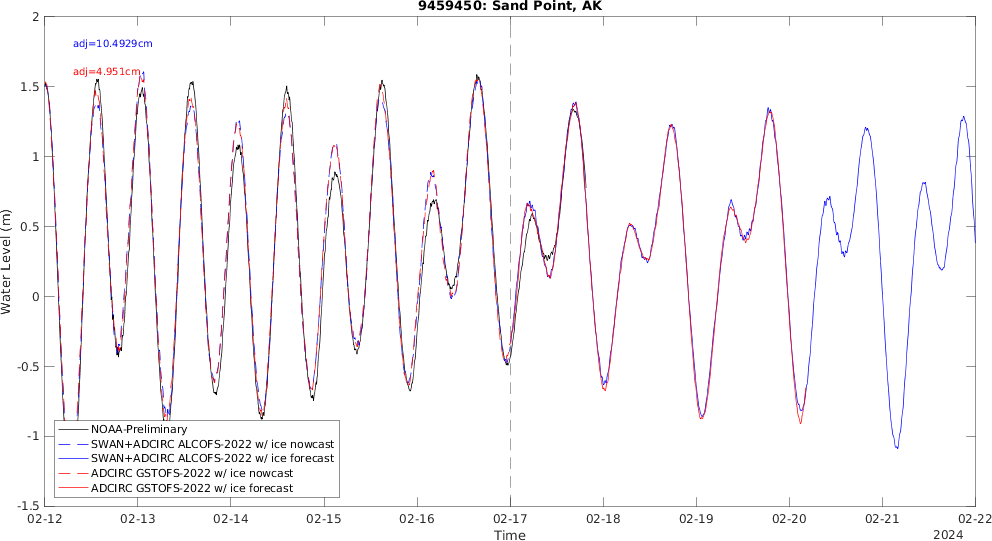 9459450: Sand Point, AK
adj=10.4929cm
adj=4.951cm
Water Level (m)
2
1.5
1
0.5
0
-0.5
-1
-1.5
NOAA-Preliminary
SWAN+ADCIRC ALCOFS-2022 w/ ice nowcast
SWAN+ADCIRC ALCOFS-2022 w/ ice forecast
ADCIRC GSTOFS-2022 w/ ice nowcast
ADCIRC GSTOFS-2022 w/ ice forecast
02-12 02-13 02-14 02-15 02-16 02-17 02-18 02-19 02-20 02-21 02-22
Time
2024